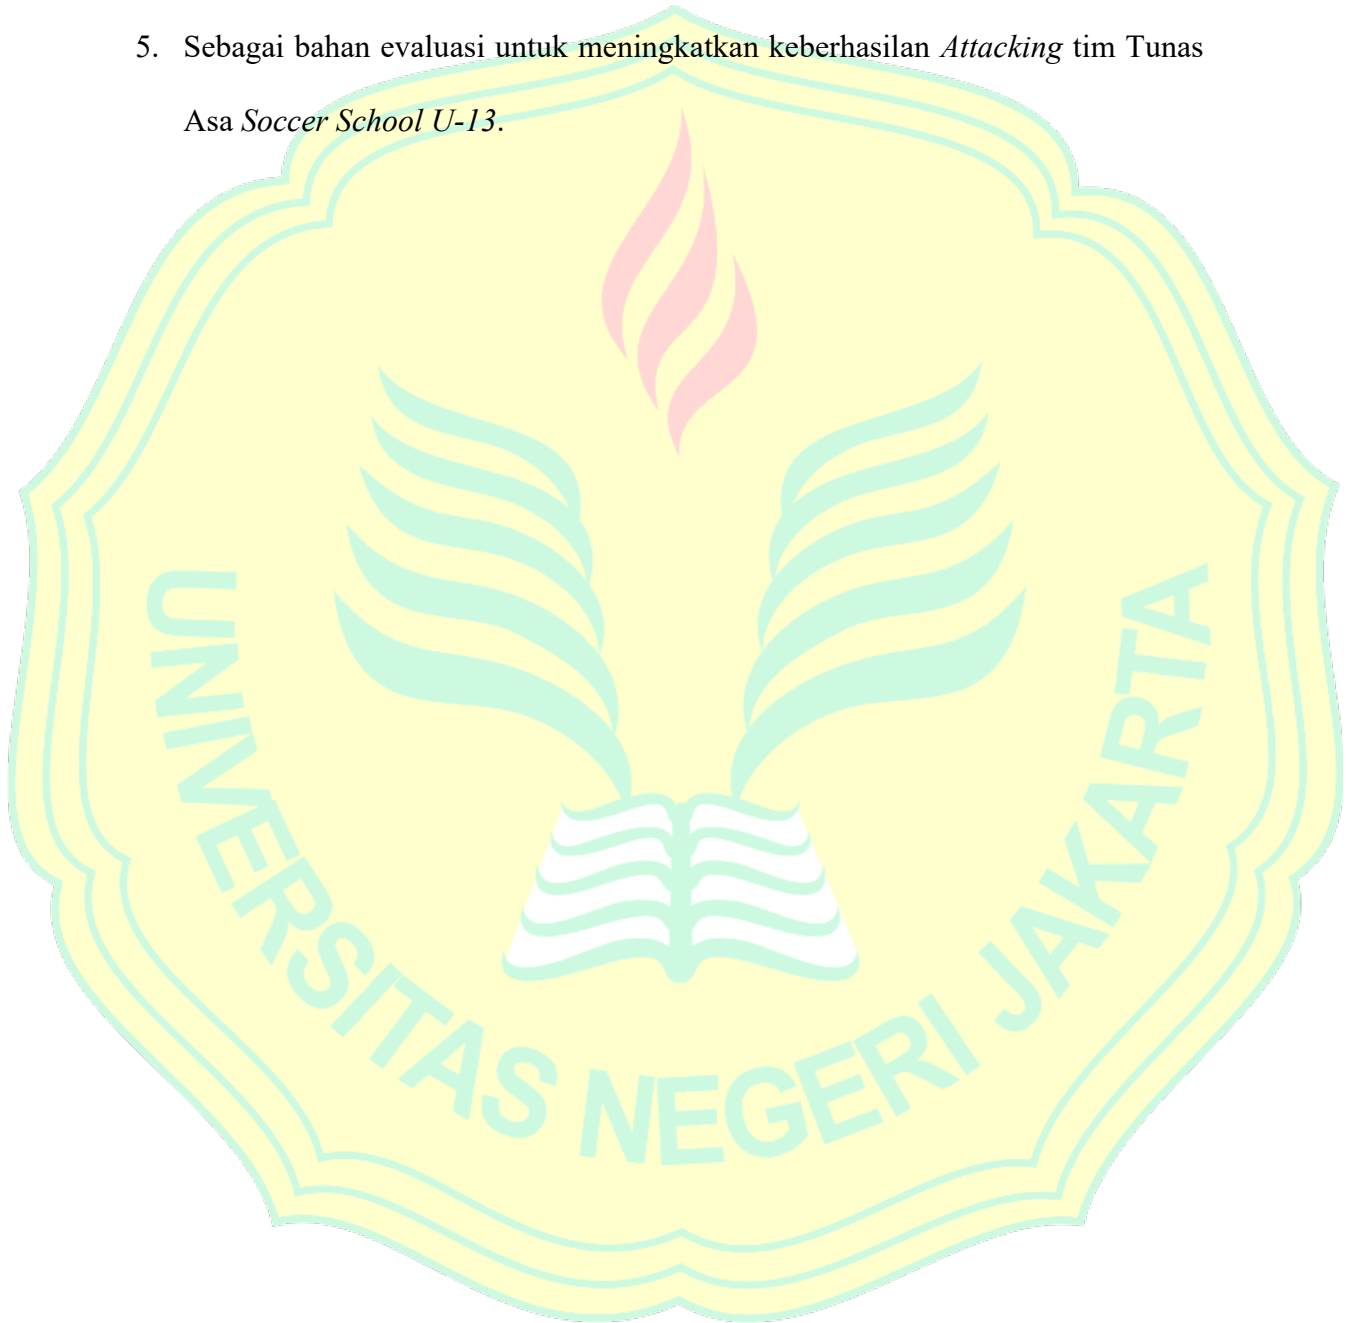 5. Sebagai bahan evaluasi untuk meningkatkan keberhasilan Attacking tim Tunas
Asa Soccer School U-13.
UNIVERSITAS NEGERI JAKARTA